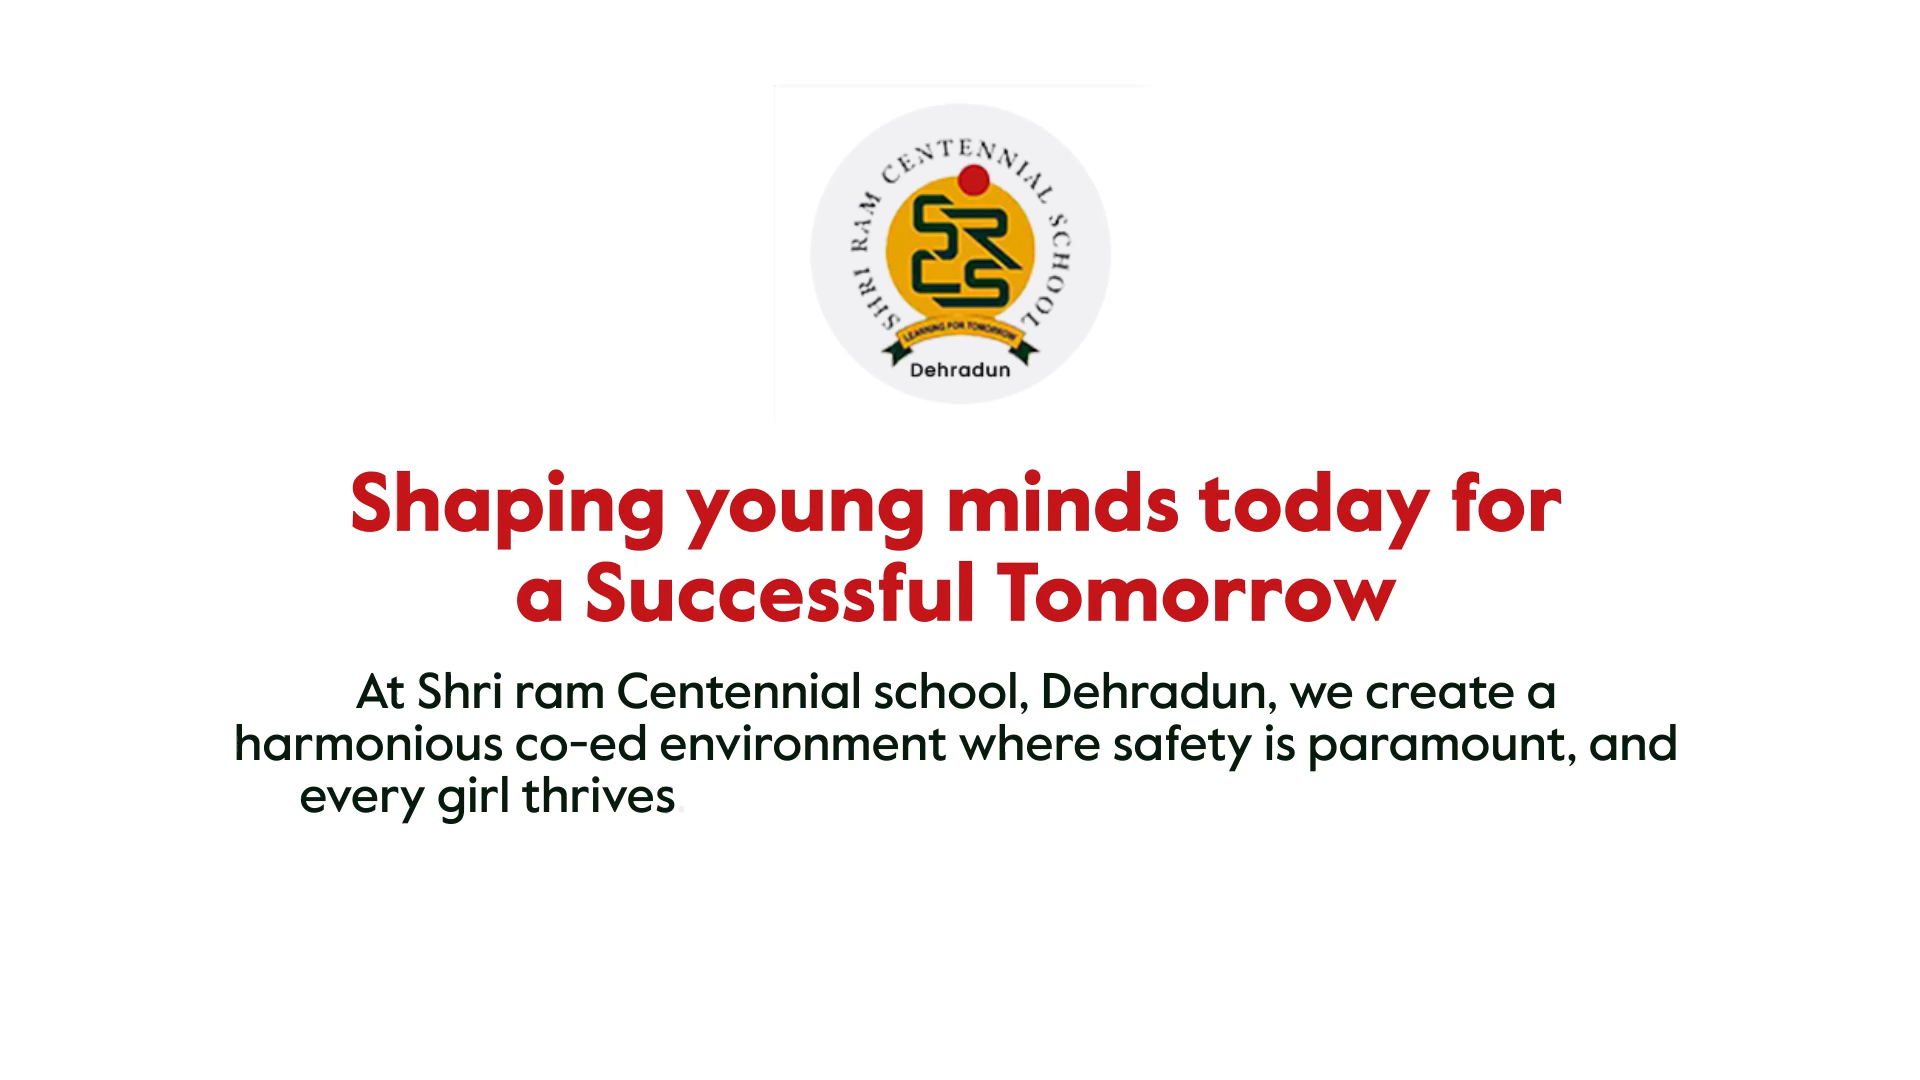 SHRI RAM CENTENNIAL SCHOOL
SRCS
LEARNING FOR TOMORROW
Dehradun
Shaping young minds today for
a Successful Tomorrow
At Shri ram Centennial school, Dehradun, we create a
harmonious co-ed environment where safety is paramount, and
every girl thrives.